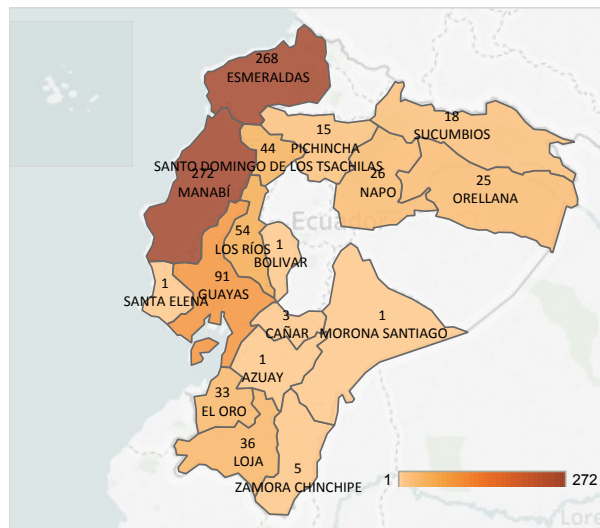 268
ESMERALDAS
18
SUCUMBIOS
15
PICHINCHA
44
SANTO DOMINGO DE LOS TSACHILAS
272
MANABÍ
26
NAPO
25
ORELLANA
Ecuador
54
LOS RÍOS
1
BOLIVAR
1
SANTA ELENA
91
GUAYAS
3
CAÑAR
1
MORONA SANTIAGO
1
AZUAY
33
EL ORO
36
LOJA
5
ZAMORA CHINCHIPE
1 272
Lore